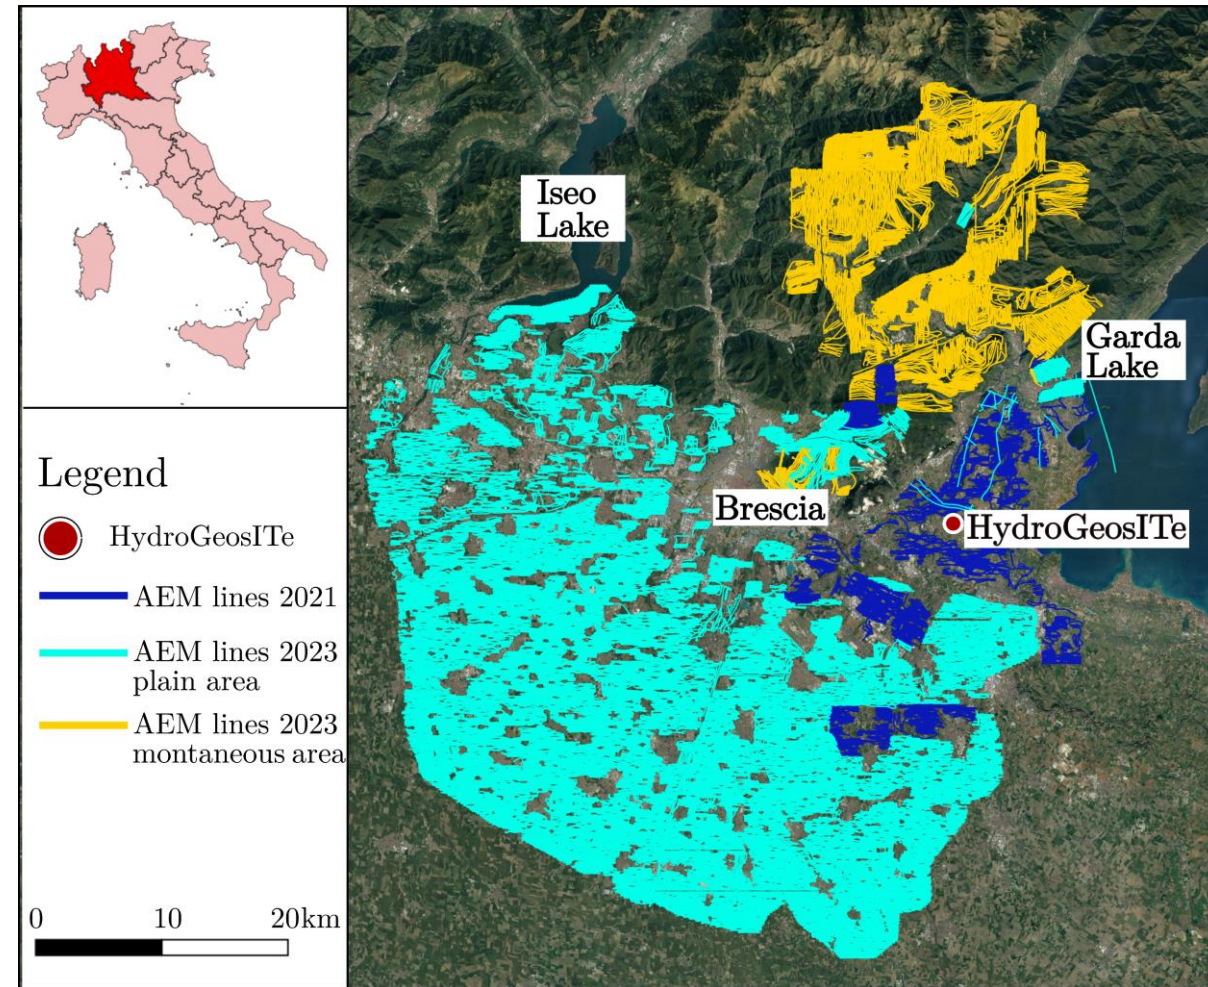 Iseo
Lake
Garda
Lake
Brescia
HydroGeosITe
Legend
HydroGeosITe
AEM lines 2021
AEM lines 2023
plain area
AEM lines 2023
montaneous area
0 10 20km